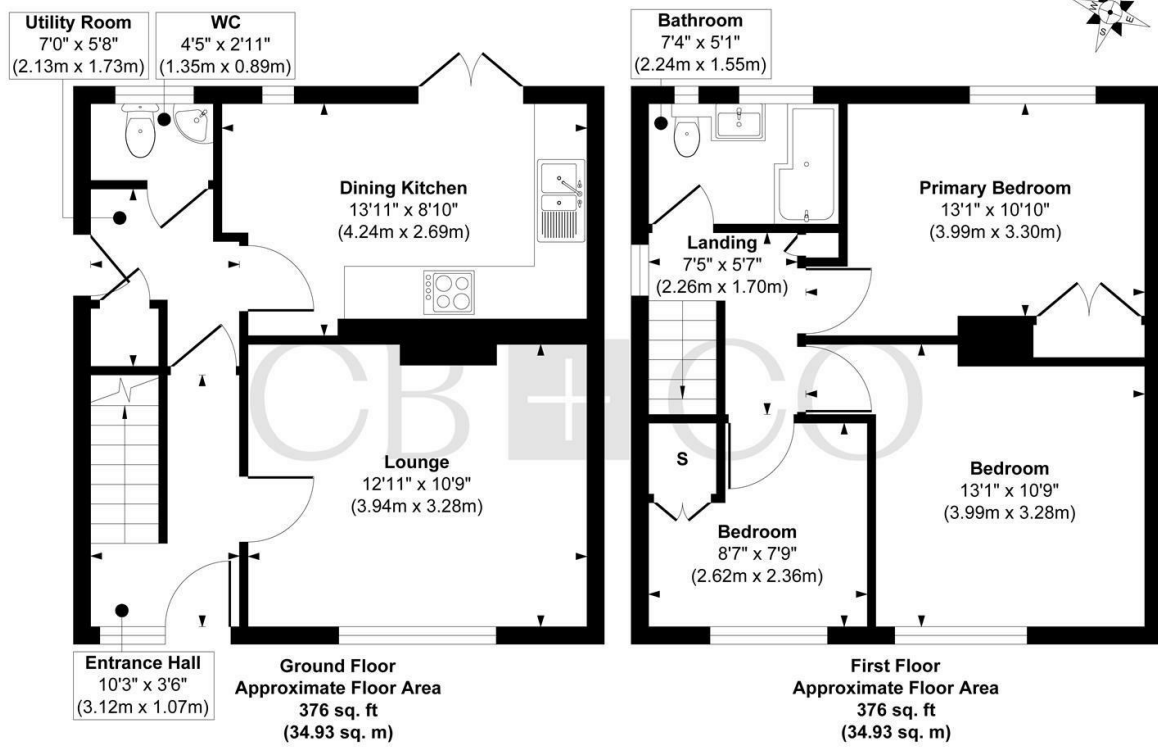 Utility Room
7'0" x 5'8"
(2.13m x 1.73m)
WC
4'5" x 2'11"
(1.35m x 0.89m)
Dining Kitchen
13'11" x 8'10"
(4.24m x 2.69m)
Lounge
12'11" x 10'9"
(3.94m x 3.28m)
Entrance Hall
10'3" x 3'6"
(3.12m x 1.07m)
Ground Floor
Approximate Floor Area
376 sq. ft
(34.93 sq. m)
Bathroom
7'4" x 5'1"
(2.24m x 1.55m)
W
S
E
Primary Bedroom
13'1" x 10'10"
(3.99m x 3.30m)
Landing
7'5" x 5'7"
(2.26m x 1.70m)
S
Bedroom
8'7" x 7'9"
(2.62m x 2.36m)
Bedroom
13'1" x 10'9"
(3.99m x 3.28m)
First Floor
Approximate Floor Area
376 sq. ft
(34.93 sq. m)
CB + CO